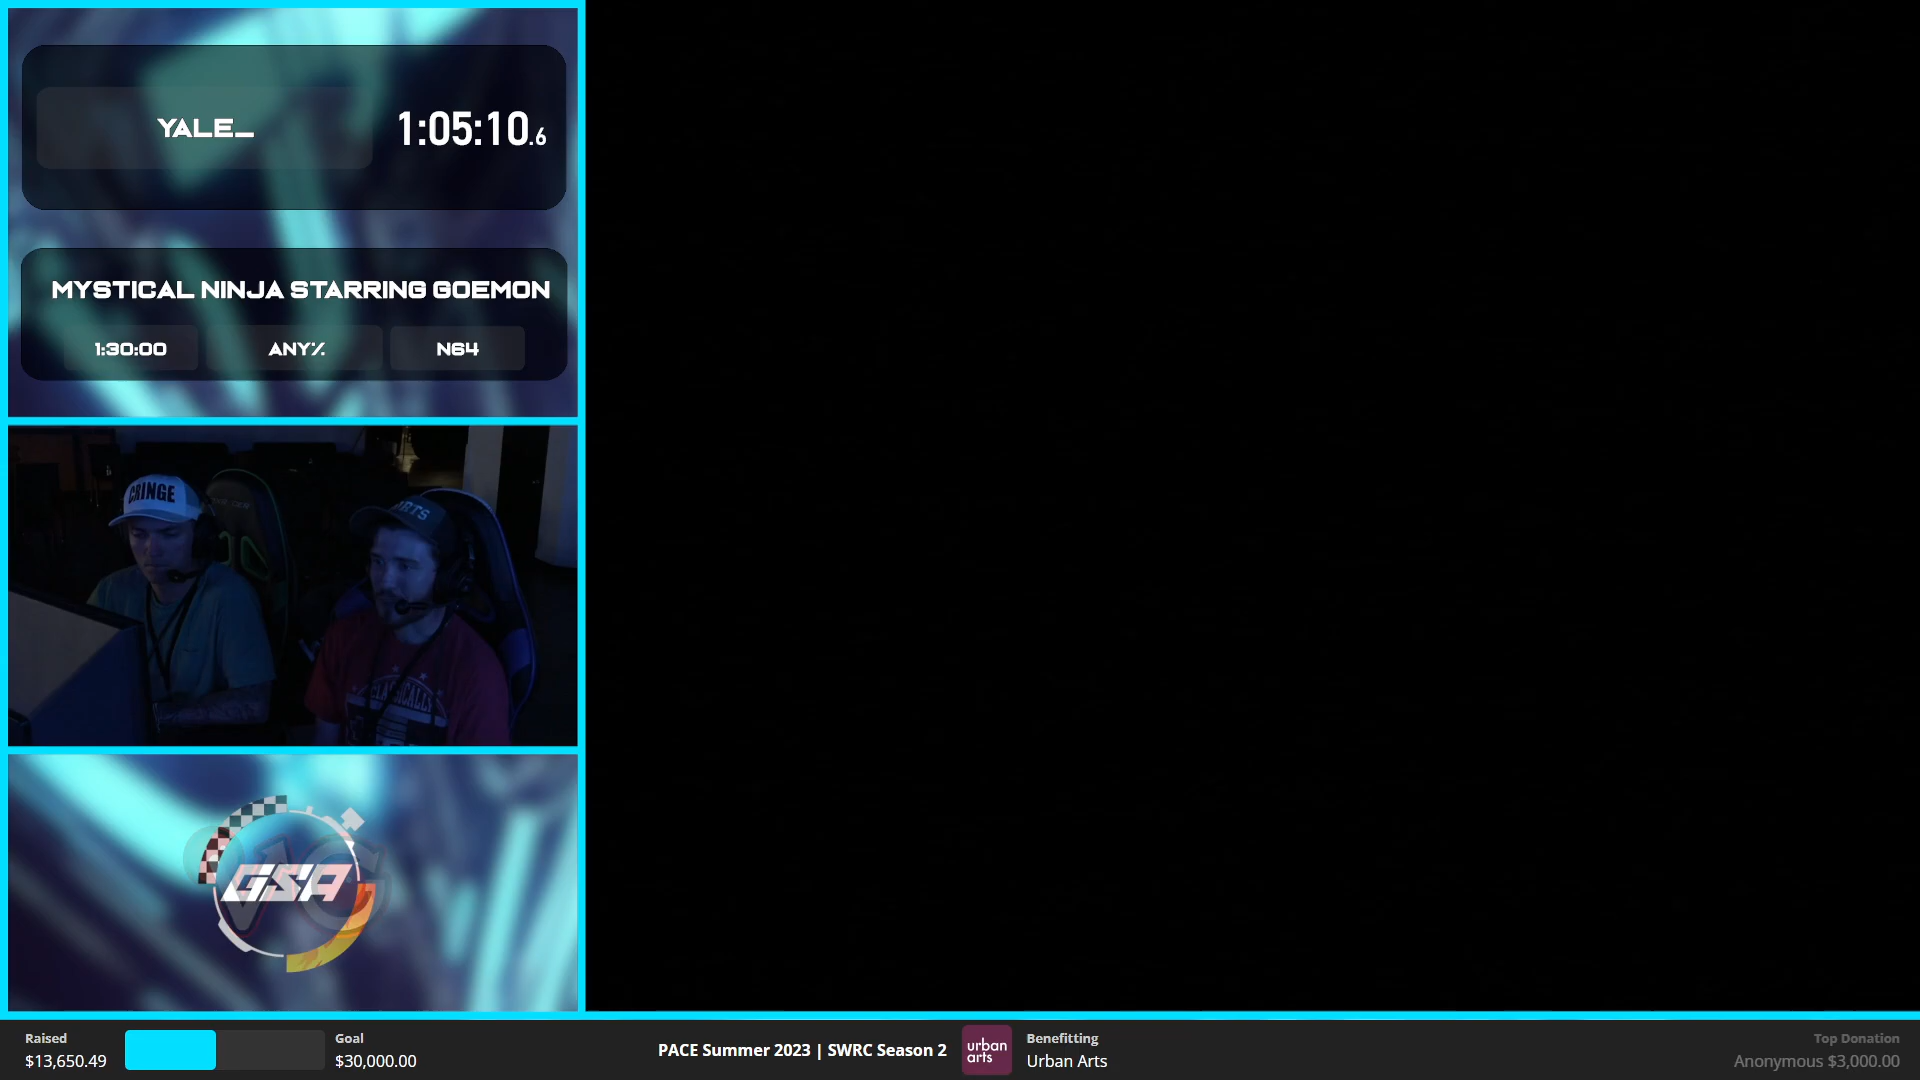 YALE_
1:05:10.6
MYSTICAL NINJA STARRING GOEMON
1:30:00
ANY%
N64
CRINGE
GSA
Raised
$13,650.49
Goal
$30,000.00
PACE Summer 2023 | SWRC Season 2
urban
arts
Benefitting
Urban Arts
Top Donation
Anonymous $3,000.00